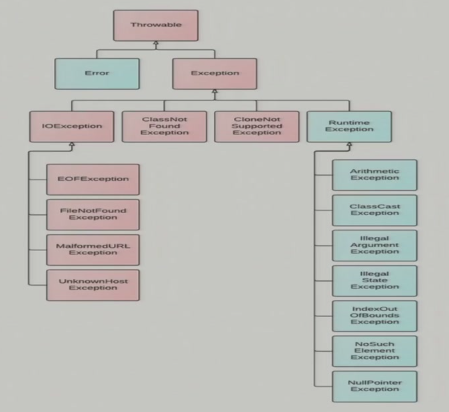 Throwable
Error
Exception
IOException
ClassNot
Found
Exception
CloneNot
Supported
Exception
Runtime
Exception
EOFException
FileNotFound
Exception
MalformedURL
Exception
UnknownHost
Exception
Arithmetic
Exception
ClassCast
Exception
Illegal
Argument
Exception
Illegal
State
Exception
IndexOut
OfBounds
Exception
NoSuch
Element
Exception
NullPointer
Exception